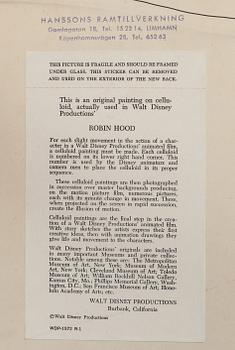 HANSSONS RAMTILLVERKNING
Gamlagatan 18, Tel. 15 22 14, LIMHAMN
Köpenhamnsvägen 28, Tel. 65263
THIS PICTURE IS FRAGILE AND SHOULD BE FRAMED
UNDER GLASS. THIS STICKER CAN BE REMOVED
AND USED ON THE EXTERIOR OF THE NEW BACK.
This is an original painting on cellu-
loid, actually used in Walt Disney
Productions'
ROBIN HOOD
For each slight movement in the action of a char-
acter in a Walt Disney Productions' animated film,
a celluloid painting must be made. Each celluloid
is numbered on its lower right hand corner. This
number is used by the Disney animators and
camera men to place the celluloid in its proper
sequence.
These celluloid paintings are then photographed
in succession over master backgrounds producing,
on the motion picture film, numerous pictures,
each with its minute change in movement. These,
when projected on the screen in rapid succession,
create the illusion of motion.
Celluloid paintings are the final step in the crea-
tion of a Walt Disney Productions' animated film.
With story sketches the artists express their first
creative ideas, then with animation drawings they
give life and movement to the characters.
Walt Disney Productions' originals are included
in many important Museums and private collec-
tions. Notable among these are: The Metropolitan
Museum of Art, New York; Museum of Modern
Art, New York; Cleveland Museum of Art; Toledo
Museum of Art, William Rockhill Nelson Gallery,
Kansas City, Mo.; Phillips Memorial Gallery, Wash-
ington, D.C.; San Francisco Museum of Art, Hono-
lulu Academy of Arts, etc.
WALT DISNEY PRODUCTIONS
Burbank, California
©Walt Disney Productions